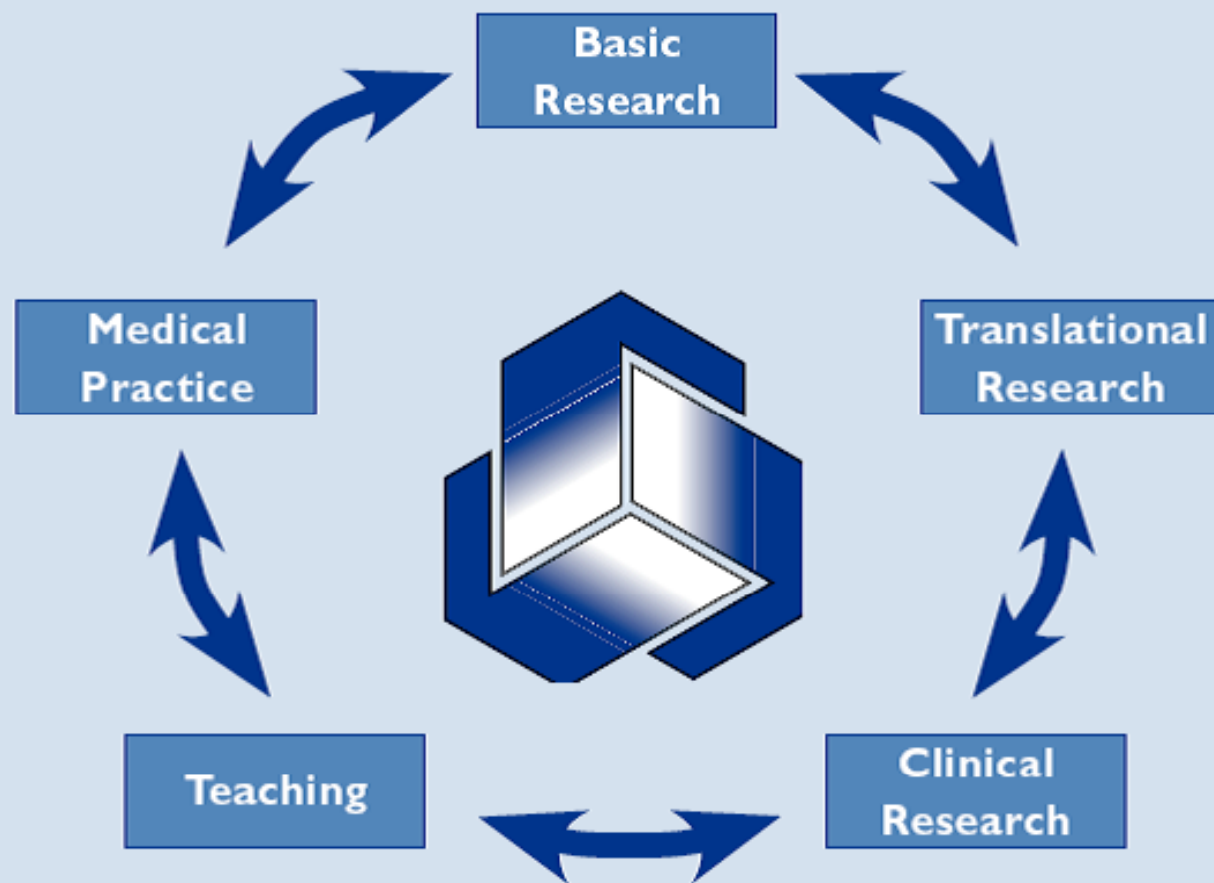 Basic
Research
Medical
Practice
Translational
Research
Teaching
Clinical
Research